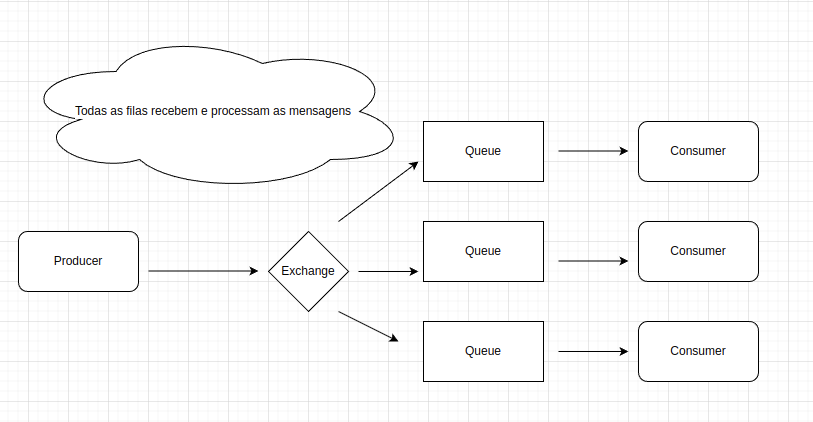 Todas as filas recebem e processam as mensagens
Queue
Consumer
Producer
Exchange
Queue
Consumer
Queue
Consumer